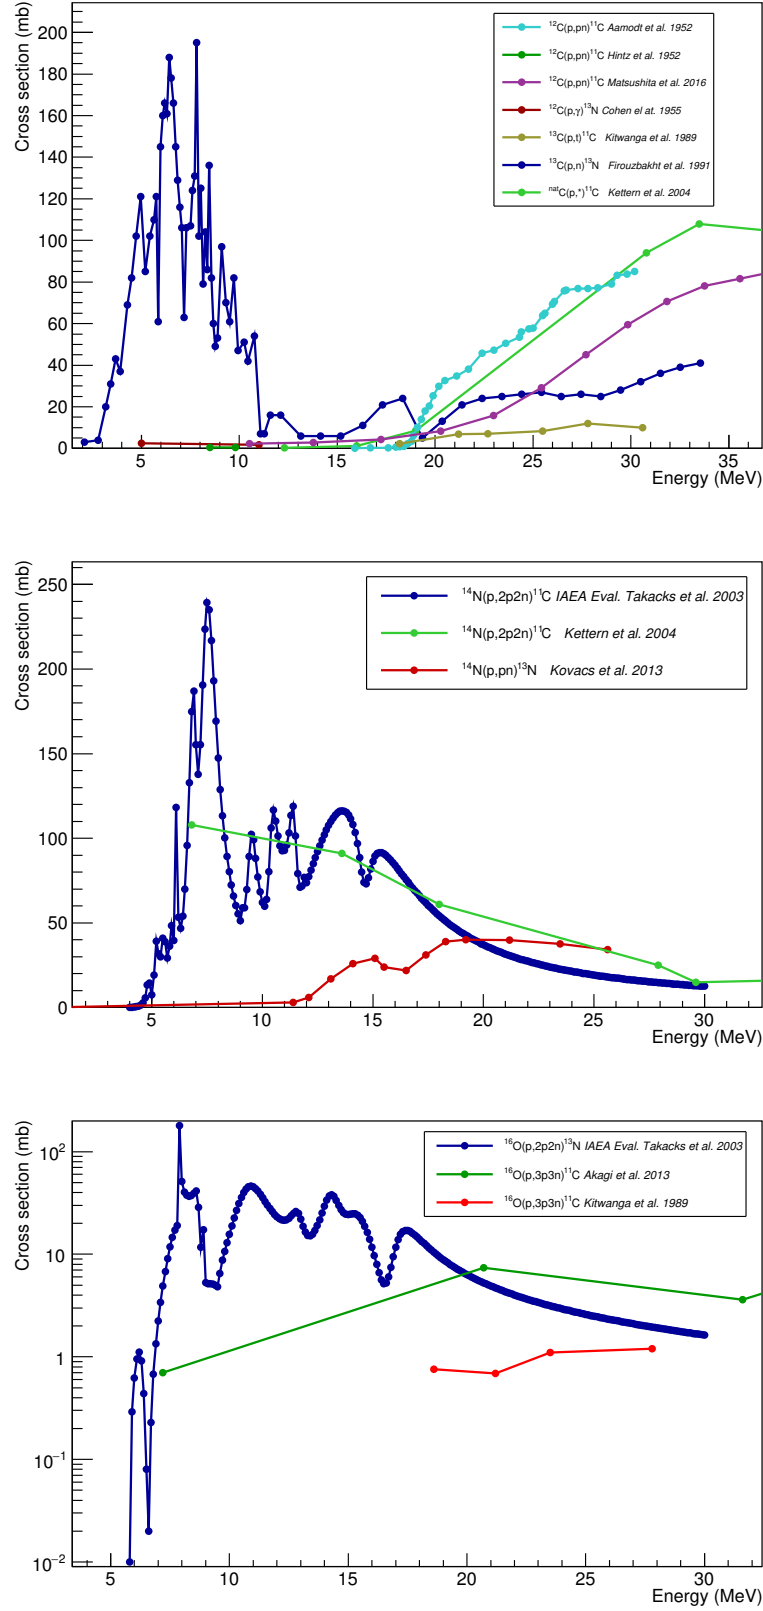 Cross section (mb)
200
180
160
140
120
100
80
60
40
20
0
5 10 15 20 25 30 35
Energy (MeV)
¹²C(p,pn)¹¹C Aamodt et al. 1952
¹²C(p,pn)¹¹C Hintz et al. 1952
¹²C(p,pn)¹¹C Matsushita et al. 2016
¹²C(p,γ)¹³N Cohen el at. 1955
¹³C(p,t)¹¹C Kitwanga et al. 1989
¹³C(p,n)¹³N Firouzbakht et al. 1991
ⁿᵃᵗC(p,*)¹¹C Kettern et al. 2004
Cross section (mb)
250
200
150
100
50
0
5 10 15 20 25 30
Energy (MeV)
¹⁴N(p,2p2n)¹¹C IAEA Eval. Takacks et al. 2003
¹⁴N(p,2p2n)¹¹C Kettern et al. 2004
¹⁴N(p,pn)¹³N Kovacs et al. 2013
Cross section (mb)
10²
10
1
10⁻¹
10⁻²
5 10 15 20 25 30
Energy (MeV)
¹⁶O(p,2p2n)¹³N IAEA Eval. Takacks et al. 2003
¹⁶O(p,3p3n)¹¹C Akagi et al. 2013
¹⁶O(p,3p3n)¹¹C Kitwanga et al. 1989